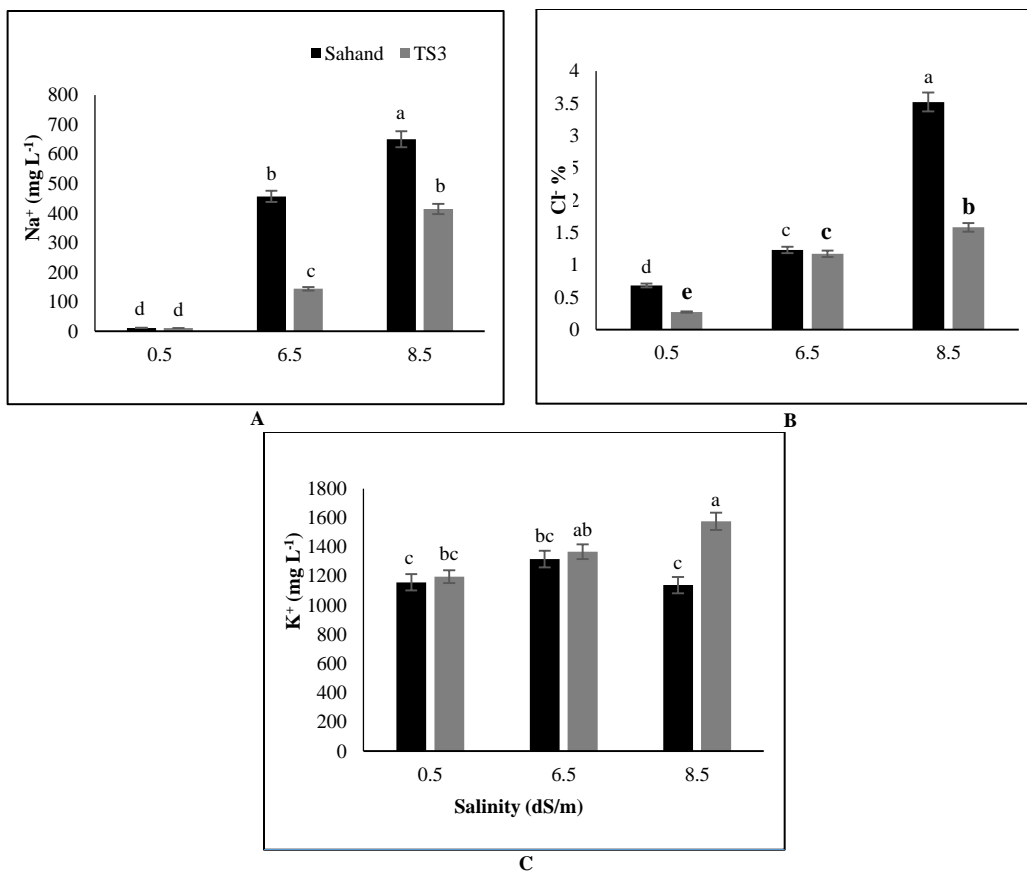 Sahand TS3
800
700
600
500
400
300
200
100
0
Na⁺ (mg L⁻¹)
d d
b
c
a
b
0.5 6.5 8.5
A
4
3.5
3
2.5
2
1.5
1
0.5
0
Cl⁻ %
d
e
c c
a
b
0.5 6.5 8.5
B
1800
1600
1400
1200
1000
800
600
400
200
0
K⁺ (mg L⁻¹)
c bc
bc ab
c
a
0.5 6.5 8.5
Salinity (dS/m)
C